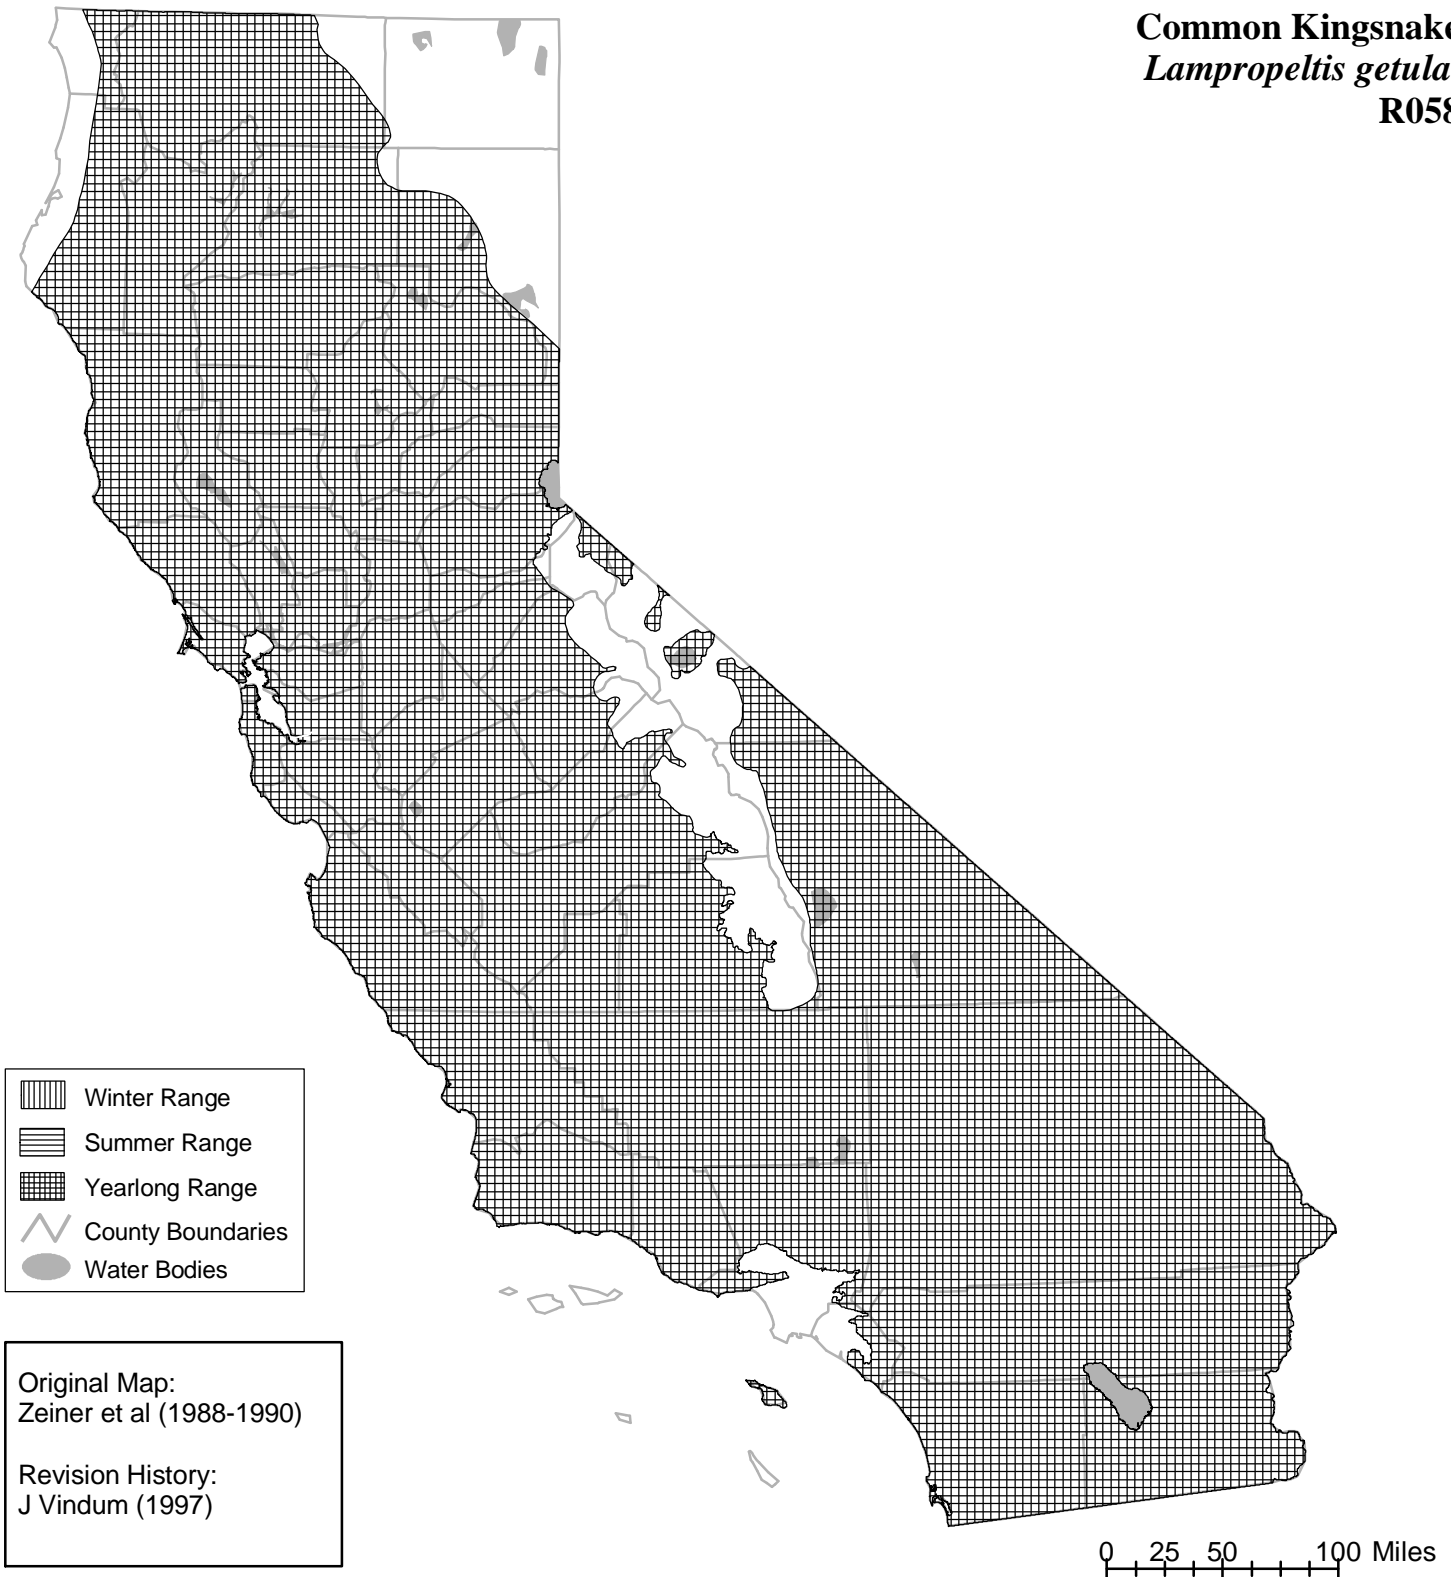 Common Kingsnake
Lampropeltis getula
R058
Winter Range
Summer Range
Yearlong Range
County Boundaries
Water Bodies
Original Map:
Zeiner et al (1988-1990)
Revision History:
J Vindum (1997)
0 25 50 100 Miles